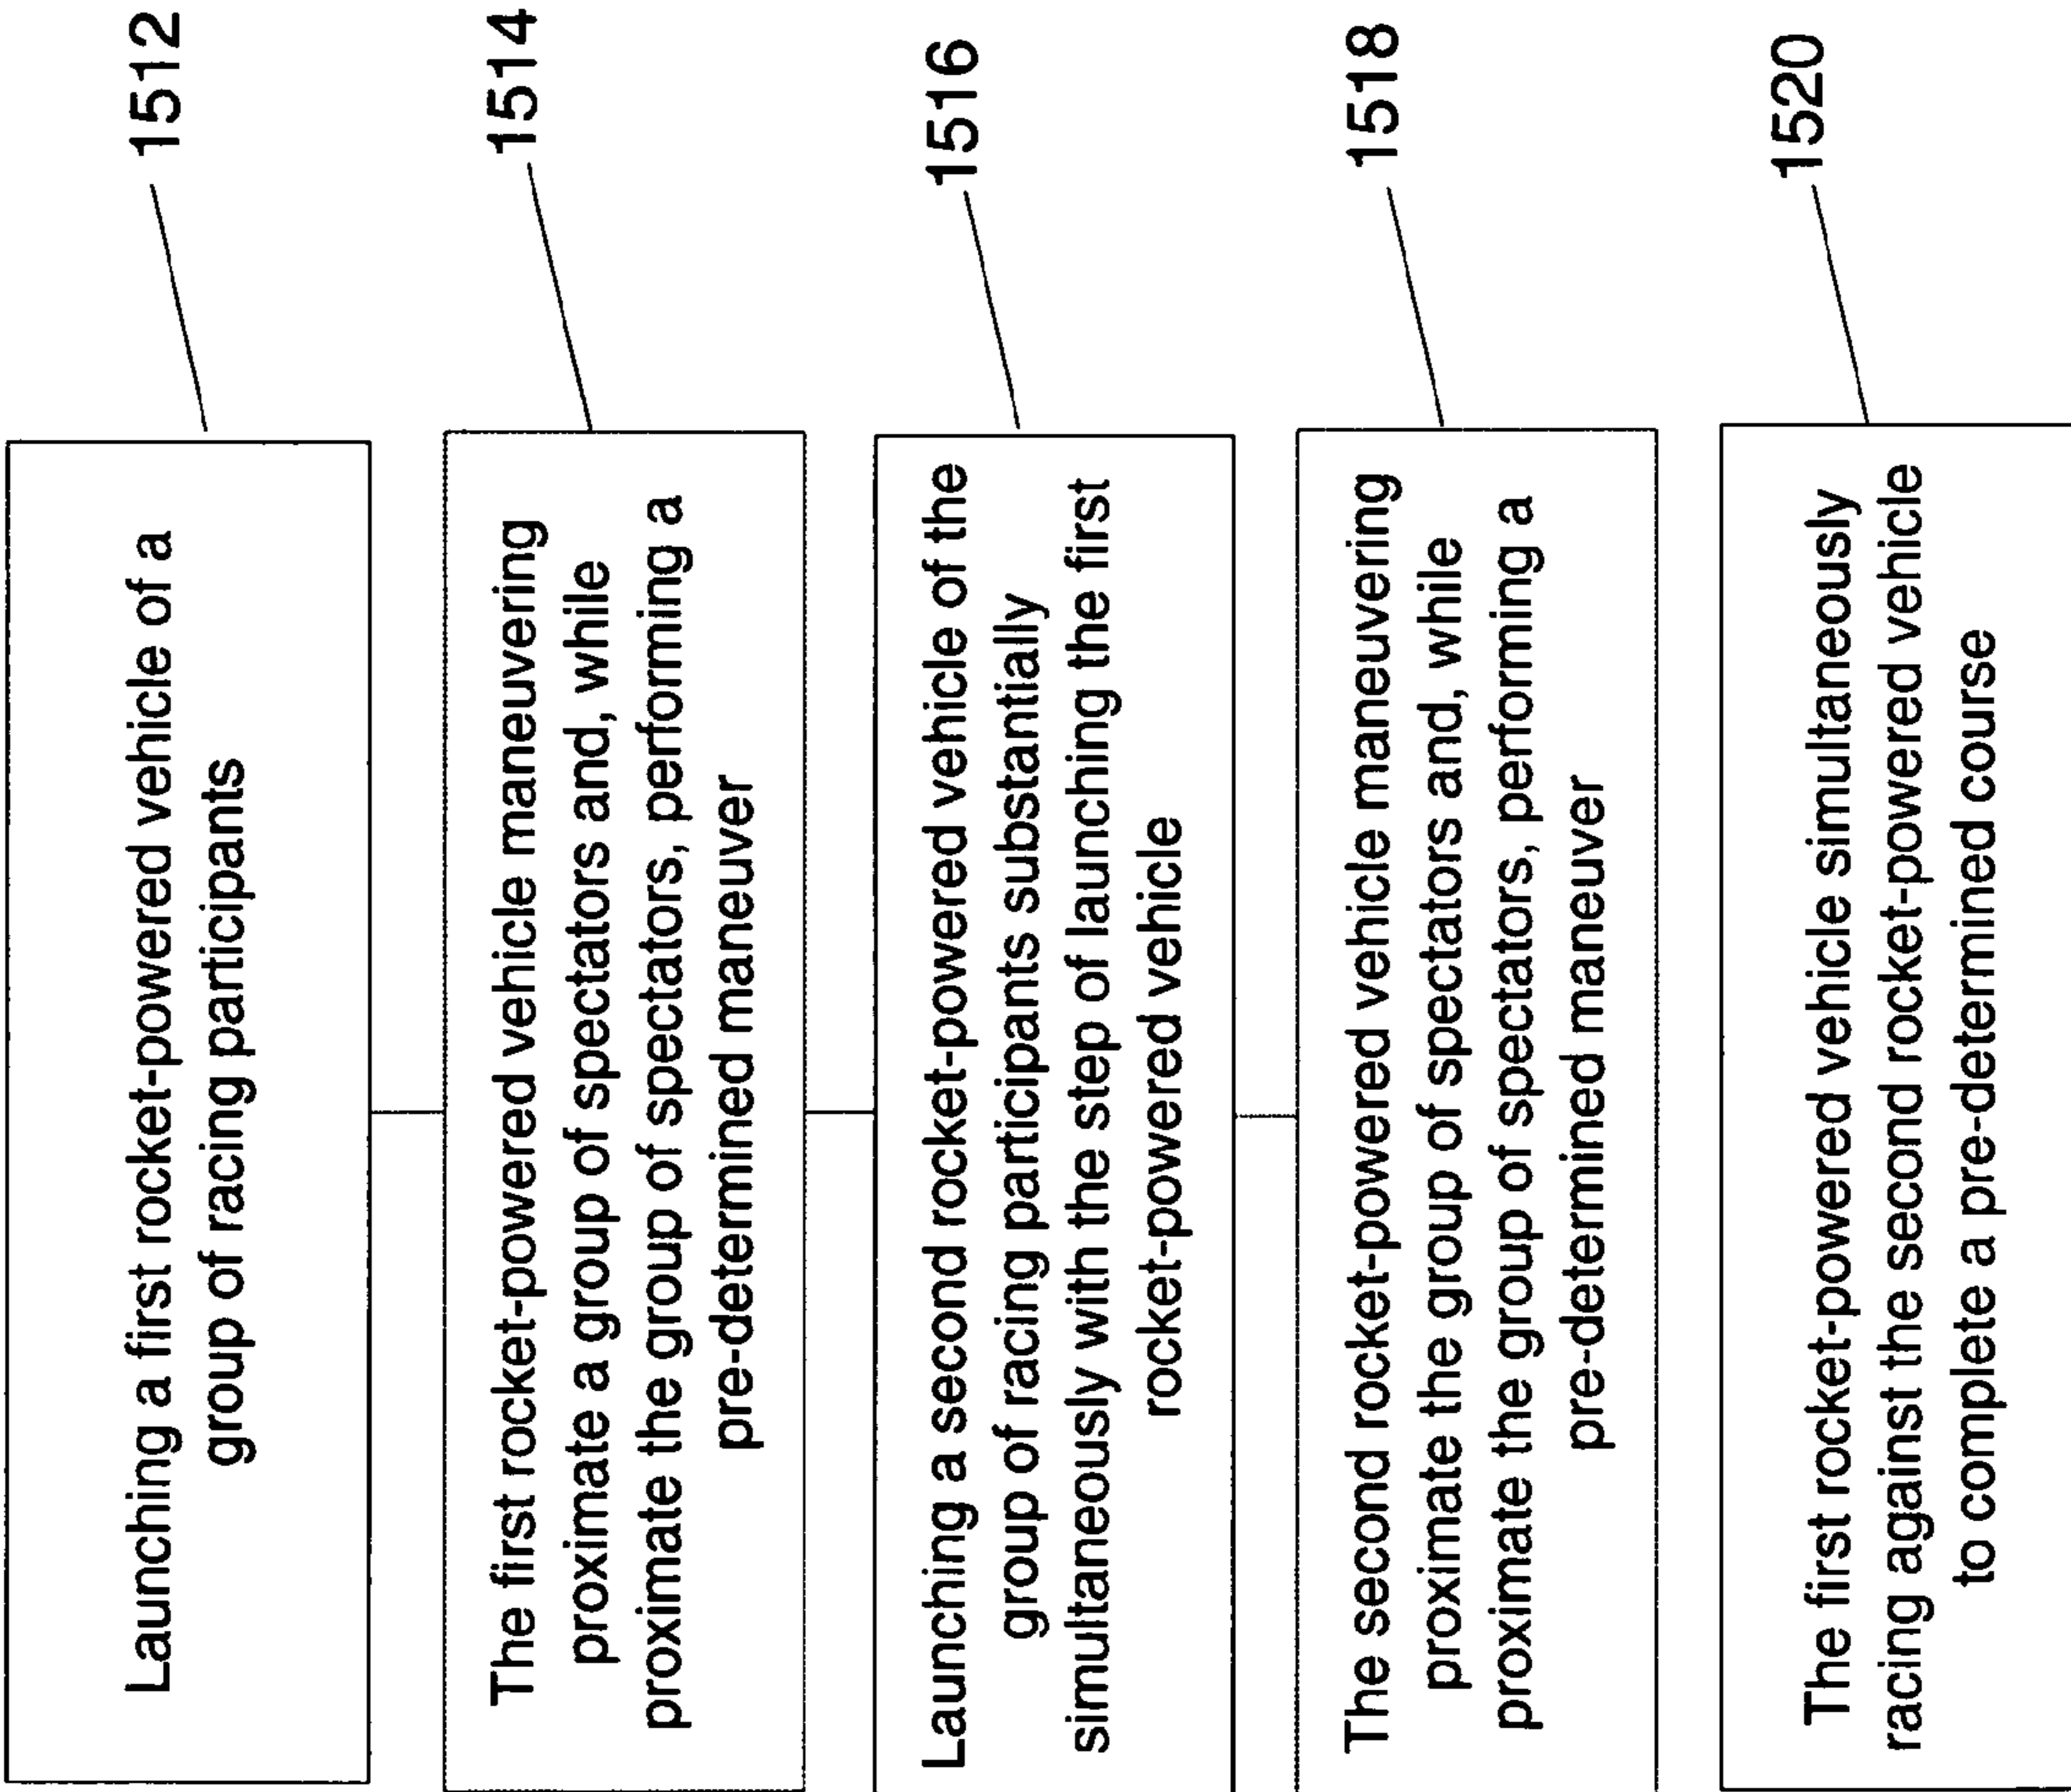 Launching a first rocket-powered vehicle of a
group of racing participants
1512
The first rocket-powered vehicle maneuvering
proximate a group of spectators and, while
proximate the group of spectators, performing a
pre-determined maneuver
1514
Launching a second rocket-powered vehicle of the
group of racing participants substantially
simultaneously with the step of launching the first
rocket-powered vehicle
1516
The second rocket-powered vehicle maneuvering
proximate the group of spectators and, while
proximate the group of spectators, performing a
pre-determined maneuver
1518
The first rocket-powered vehicle simultaneously
racing against the second rocket-powered vehicle
to complete a pre-determined course
1520